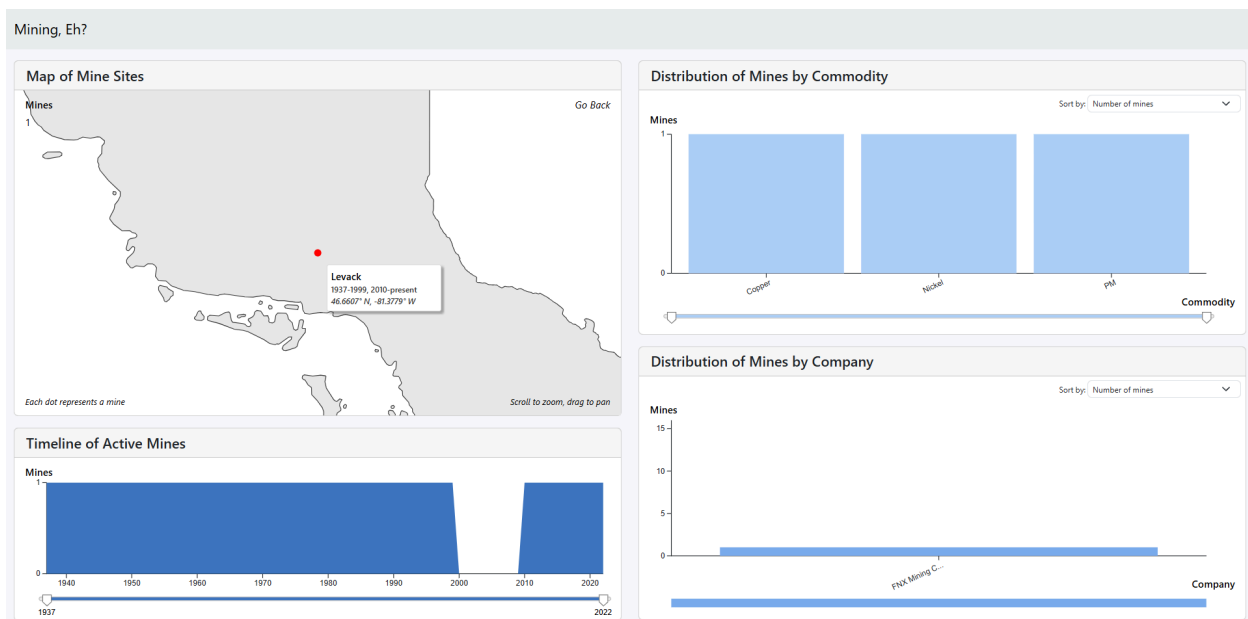 Mining, Eh?
Map of Mine Sites
Mines
Go Back
1
Levack
1937-1999, 2010-present
46.6607° N, -81.3779° W
Each dot represents a mine
Scroll to zoom, drag to pan
Timeline of Active Mines
Mines
1
0
1940 1950 1960 1970 1980 1990 2000 2010 2020
1937 2022
Distribution of Mines by Commodity
Sort by: Number of mines
Mines
1
0
Copper Nickel PM
Commodity
Distribution of Mines by Company
Sort by: Number of mines
Mines
15
10
5
0
FNX Mining C...
Company